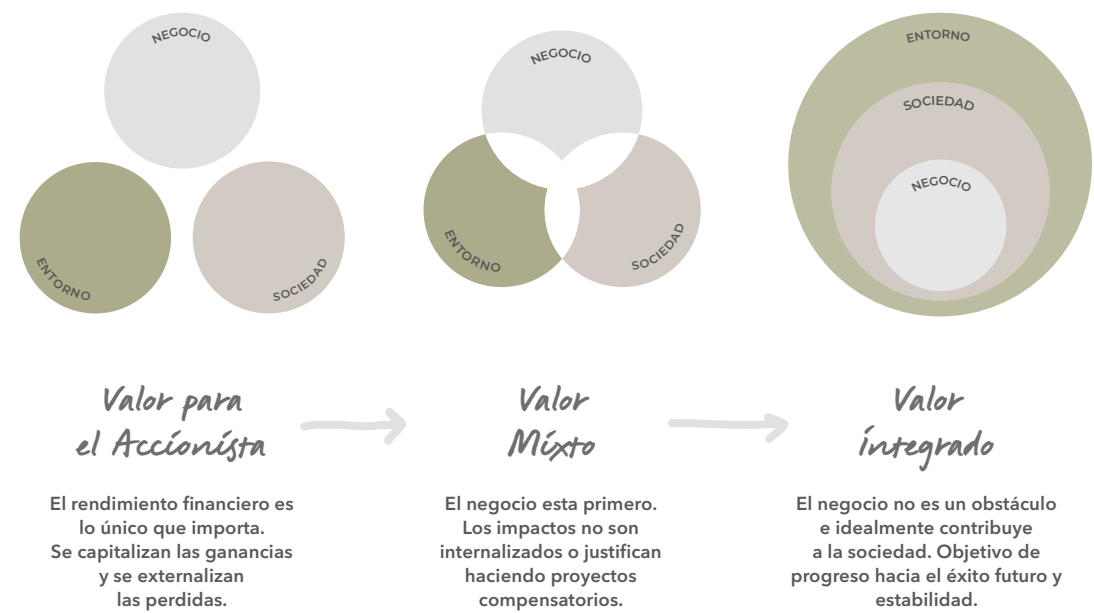 NEGOCIO
ENTORNO
SOCIEDAD
NEGOCIO
ENTORNO
SOCIEDAD
ENTORNO
SOCIEDAD
NEGOCIO
Valor para
el Accionista
El rendimiento financiero es
lo único que importa.
Se capitalizan las ganancias
y se externalizan
las perdidas.
Valor
Mixto
El negocio esta primero.
Los impactos no son
internalizados o justifican
haciendo proyectos
compensatorios.
Valor
integrado
El negocio no es un obstáculo
e idealmente contribuye
a la sociedad. Objetivo de
progreso hacia el éxito futuro y
estabilidad.